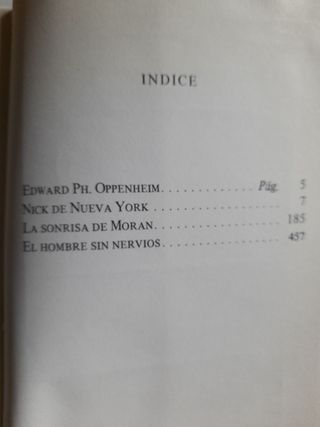 INDICE
EDWARD PH. OPPENHEIM. . . . . . . . . . . . . Pág. 5
NICK DE NUEVA YORK . . . . . . . . . . . . . . . . . . 7
LA SONRISA DE MORAN. . . . . . . . . . . . . . . . . 185
EL HOMBRE SIN NERVIOS . . . . . . . . . . . . . . . . 457